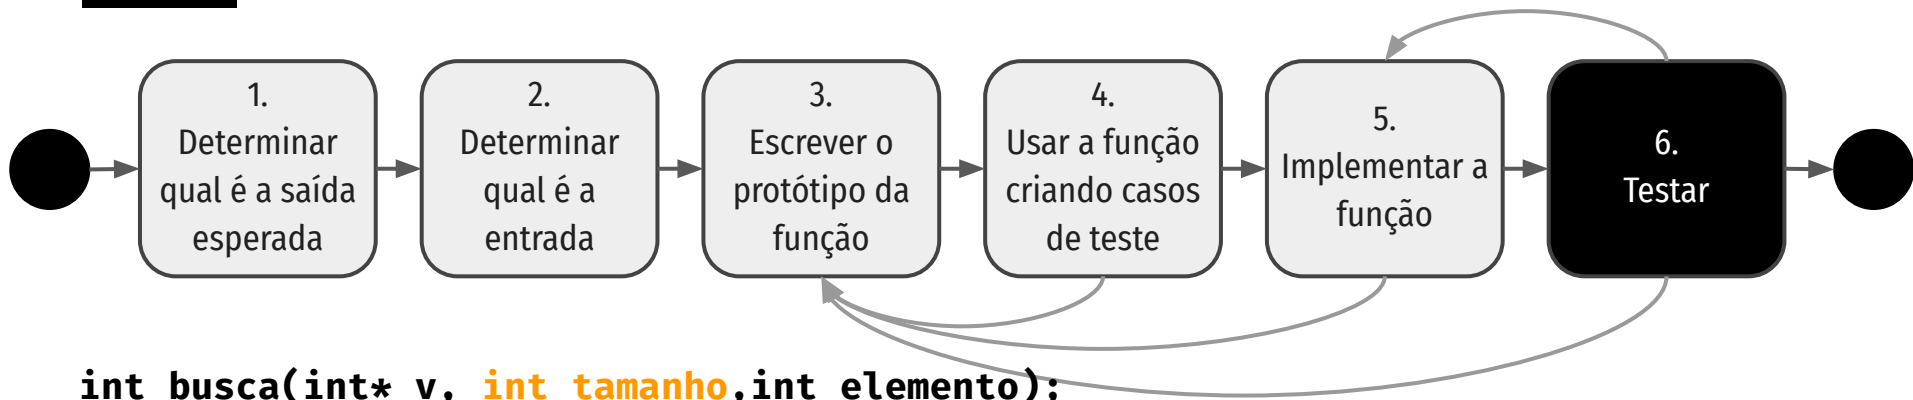 1.
Determinar
qual é a saída
esperada
2.
Determinar
qual é a
entrada
3.
Escrever o
protótipo da
função
4.
Usar a função
criando casos
de teste
5.
Implementar a
função
6.
Testar
int busca(int* v, int tamanho,int elemento);